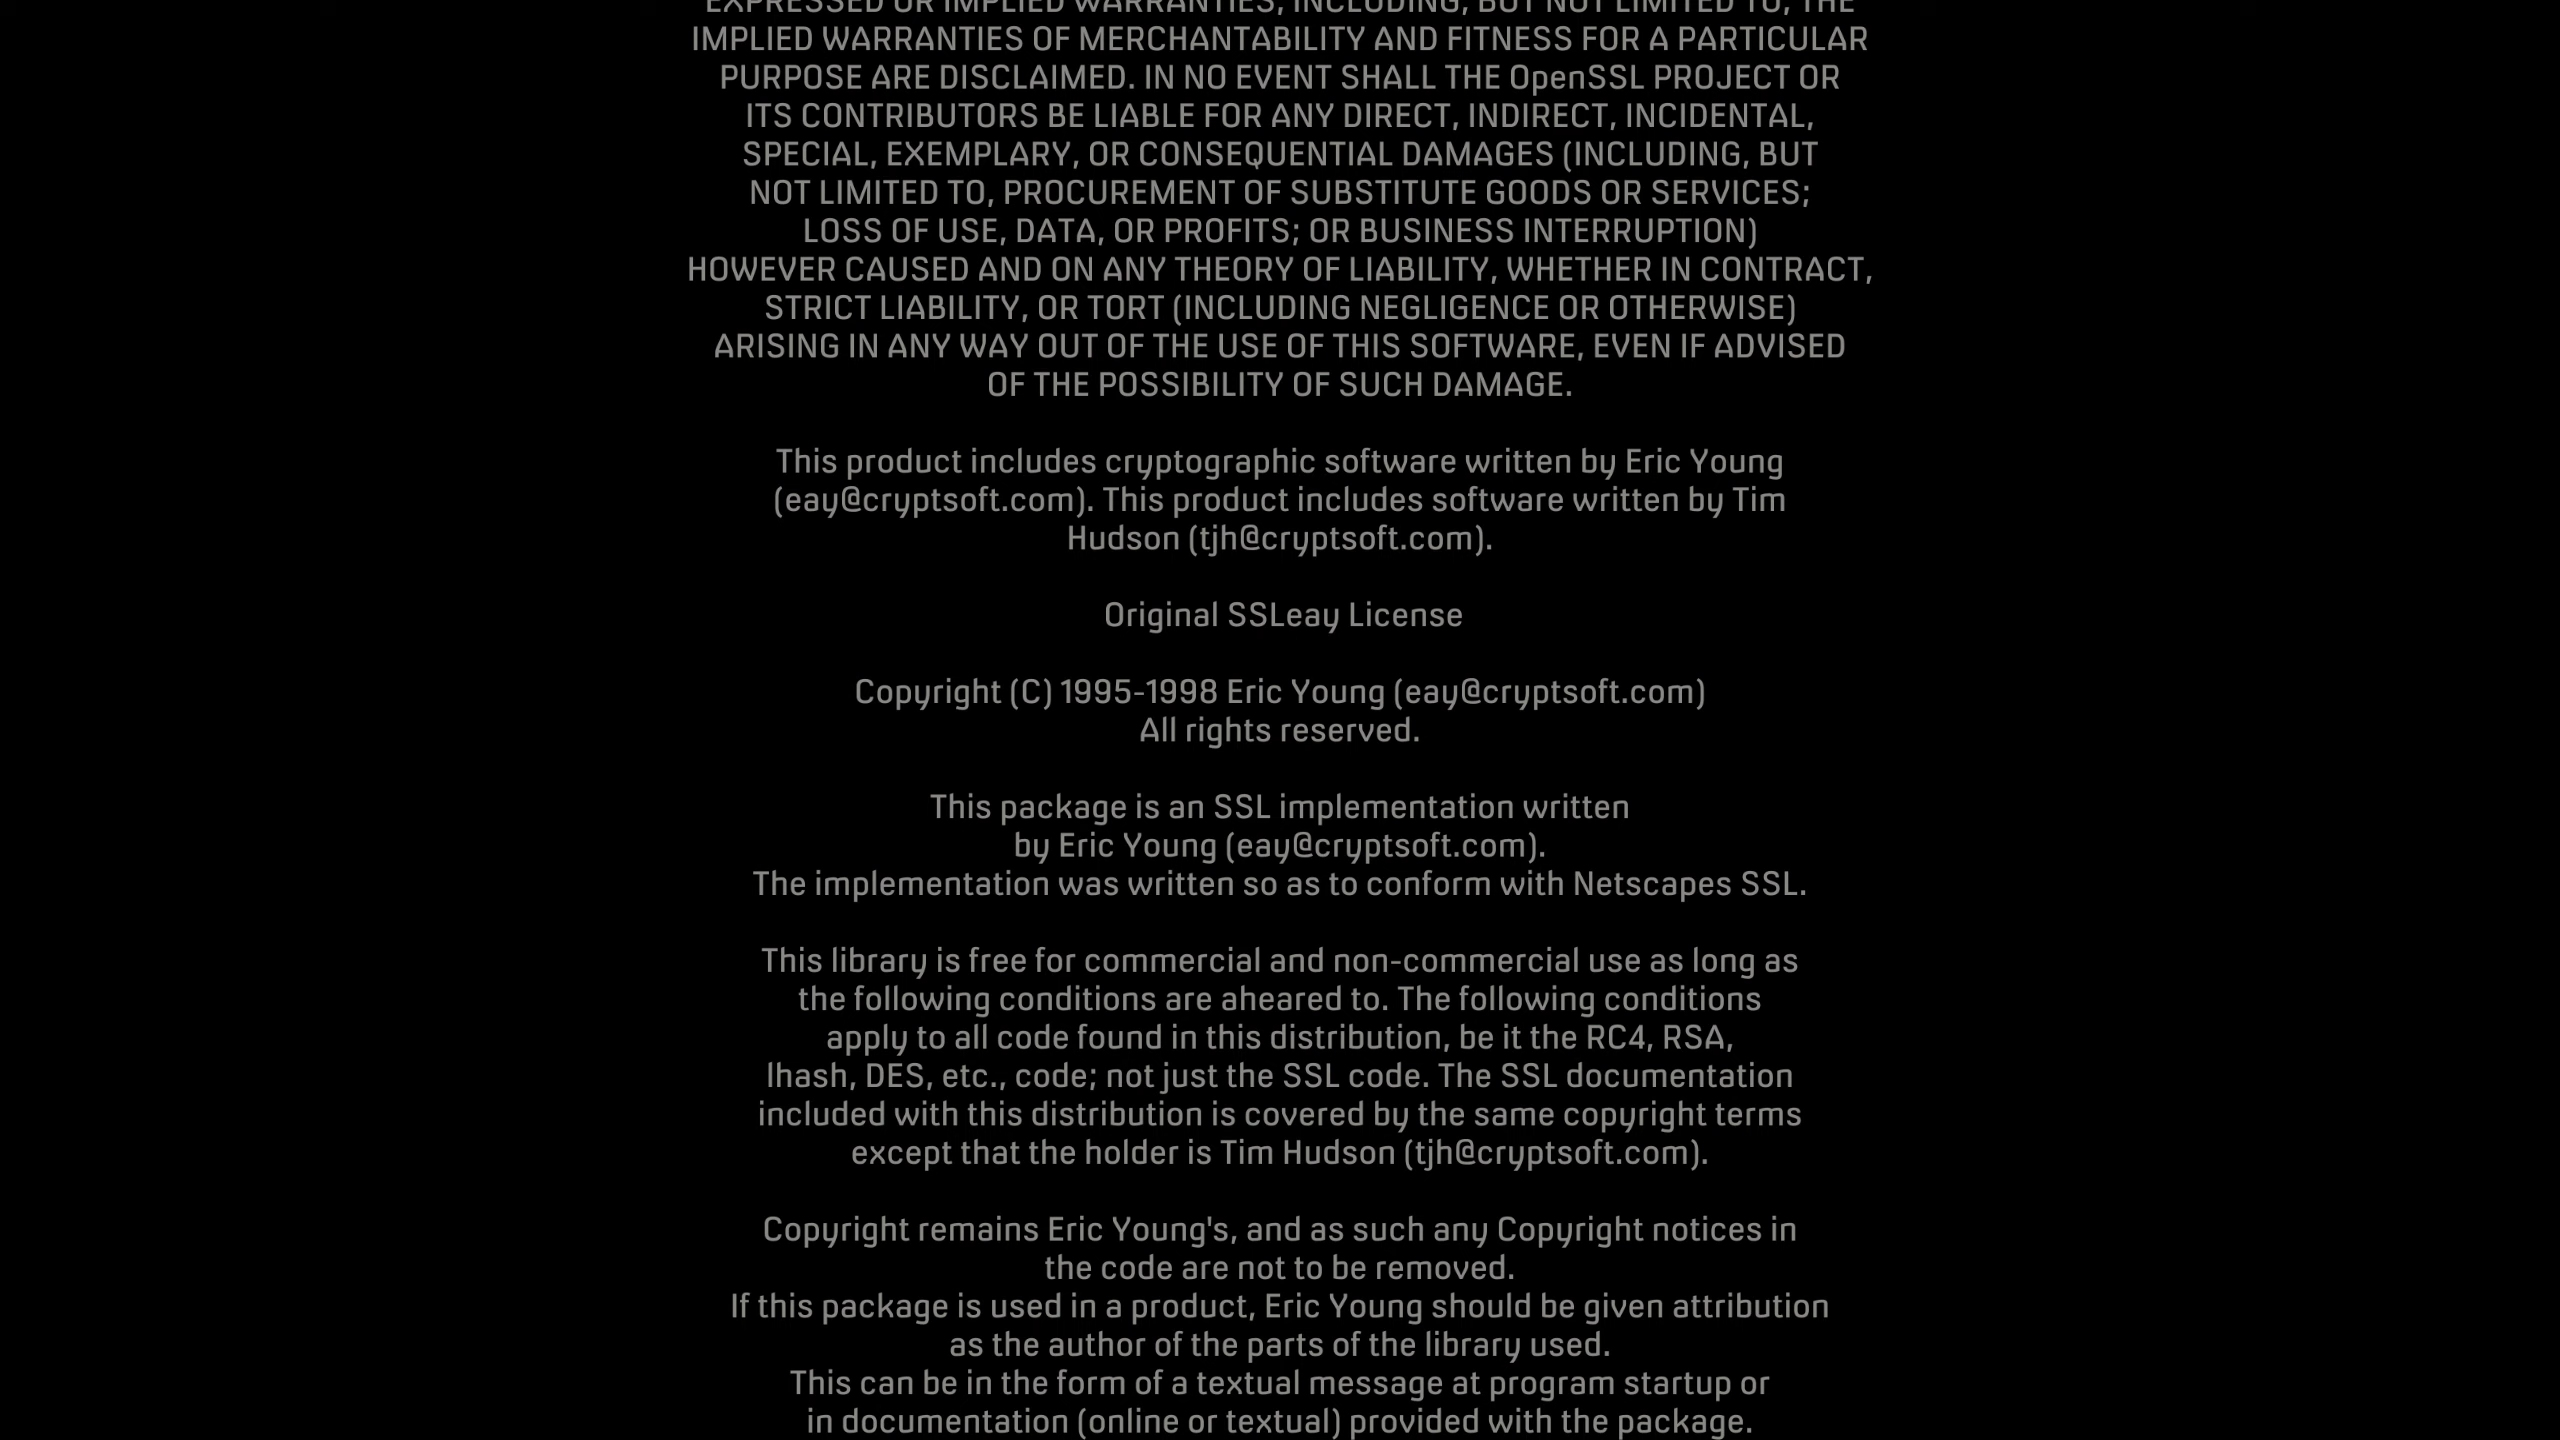 EXPRESSED OR IMPLIED WARRANTIES, INCLUDING, BUT NOT LIMITED TO, THE
IMPLIED WARRANTIES OF MERCHANTABILITY AND FITNESS FOR A PARTICULAR
PURPOSE ARE DISCLAIMED. IN NO EVENT SHALL THE OpenSSL PROJECT OR
ITS CONTRIBUTORS BE LIABLE FOR ANY DIRECT, INDIRECT, INCIDENTAL,
SPECIAL, EXEMPLARY, OR CONSEQUENTIAL DAMAGES (INCLUDING, BUT
NOT LIMITED TO, PROCUREMENT OF SUBSTITUTE GOODS OR SERVICES;
LOSS OF USE, DATA, OR PROFITS; OR BUSINESS INTERRUPTION)
HOWEVER CAUSED AND ON ANY THEORY OF LIABILITY, WHETHER IN CONTRACT,
STRICT LIABILITY, OR TORT (INCLUDING NEGLIGENCE OR OTHERWISE)
ARISING IN ANY WAY OUT OF THE USE OF THIS SOFTWARE, EVEN IF ADVISED
OF THE POSSIBILITY OF SUCH DAMAGE.
This product includes cryptographic software written by Eric Young
(eay@cryptsoft.com). This product includes software written by Tim
Hudson (tjh@cryptsoft.com).
Original SSLeay License
Copyright (C) 1995-1998 Eric Young (eay@cryptsoft.com)
All rights reserved.
This package is an SSL implementation written
by Eric Young (eay@cryptsoft.com).
The implementation was written so as to conform with Netscapes SSL.
This library is free for commercial and non-commercial use as long as
the following conditions are aheared to. The following conditions
apply to all code found in this distribution, be it the RC4, RSA,
lhash, DES, etc., code; not just the SSL code. The SSL documentation
included with this distribution is covered by the same copyright terms
except that the holder is Tim Hudson (tjh@cryptsoft.com).
Copyright remains Eric Young's, and as such any Copyright notices in
the code are not to be removed.
If this package is used in a product, Eric Young should be given attribution
as the author of the parts of the library used.
This can be in the form of a textual message at program startup or
in documentation (online or textual) provided with the package.